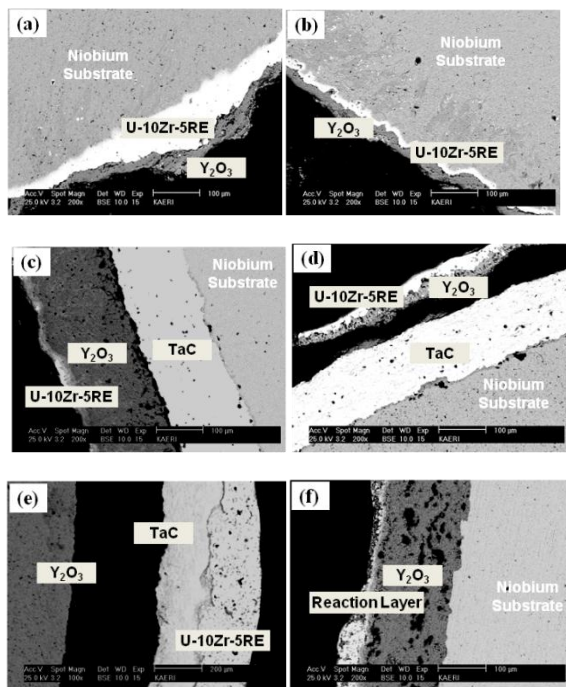 (a)
Niobium
Substrate
U-10Zr-5RE
Y2O3
Acc.V Spot Magn Det WD Exp 100 µm
25.0 kV 3.2 200x BSE 10.0 15 KAERI
(b)
Niobium
Substrate
Y2O3
U-10Zr-5RE
Acc.V Spot Magn Det WD Exp 100 µm
25.0 kV 3.2 200x BSE 10.0 15 KAERI
(c)
Niobium
Substrate
Y2O3
TaC
U-10Zr-5RE
Acc.V Spot Magn Det WD Exp 100 µm
25.0 kV 3.2 200x BSE 10.0 15 KAERI
(d)
U-10Zr-5RE
Y2O3
TaC
Niobium
Substrate
Acc.V Spot Magn Det WD Exp 100 µm
25.0 kV 3.2 200x BSE 10.0 15 KAERI
(e)
TaC
Y2O3
U-10Zr-5RE
Acc.V Spot Magn Det WD Exp 200 µm
25.0 kV 3.2 100x BSE 10.0 15 KAERI
(f)
Y2O3
Reaction Layer
Niobium
Substrate
Acc.V Spot Magn Det WD Exp 100 µm
25.0 kV 3.2 200x BSE 10.0 15 KAERI